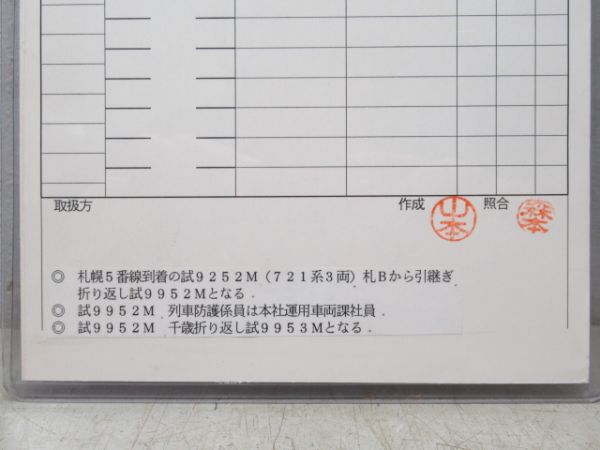 取扱方 作成 山本 照合 森本
◎ 札幌５番線到着の試９２５２Ｍ（７２１系３両）札Ｂから引継ぎ
折り返し試９９５２Ｍとなる．
◎ 試９９５２Ｍ 列車防護係員は本社運用車両課社員．
◎ 試９９５２Ｍ 千歳折り返し試９９５３Ｍとなる．